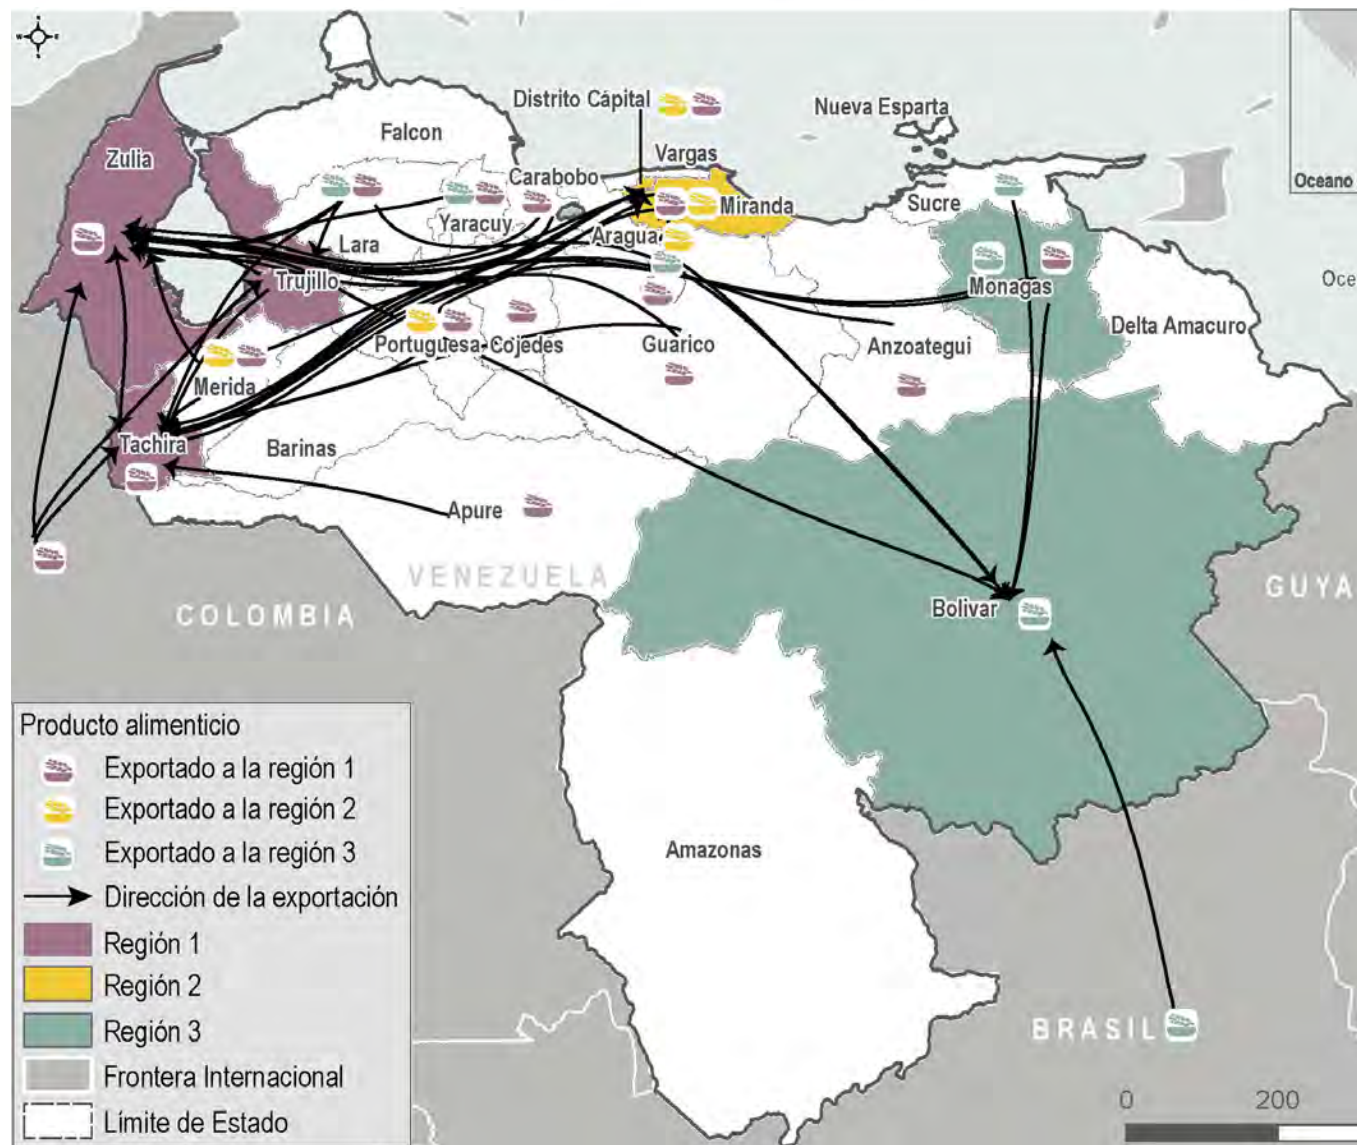 Distrito Cápital
Nueva Esparta
Falcon
Zulia
Vargas
Carabobo
Oceano
Miranda
Sucre
Yaracuy
Aragua
Lara
Trujillo
Oce
Monagas
Delta Amacuro
Portuguesa
Cojedes
Guarico
Anzoategui
Merida
Tachira
Barinas
Apure
VENEZUELA
GUYA
COLOMBIA
Bolivar
Producto alimenticio
Exportado a la región 1
Exportado a la región 2
Exportado a la región 3
Dirección de la exportación
Región 1
Región 2
Región 3
Frontera Internacional
Límite de Estado
Amazonas
BRASIL
0
200